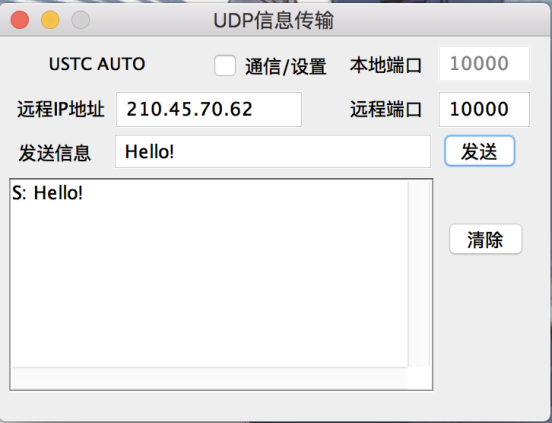 UDP信息传输
USTC AUTO 通信/设置 本地端口 10000
远程IP地址 210.45.70.62 远程端口 10000
发送信息 Hello! 发送
S: Hello!
清除